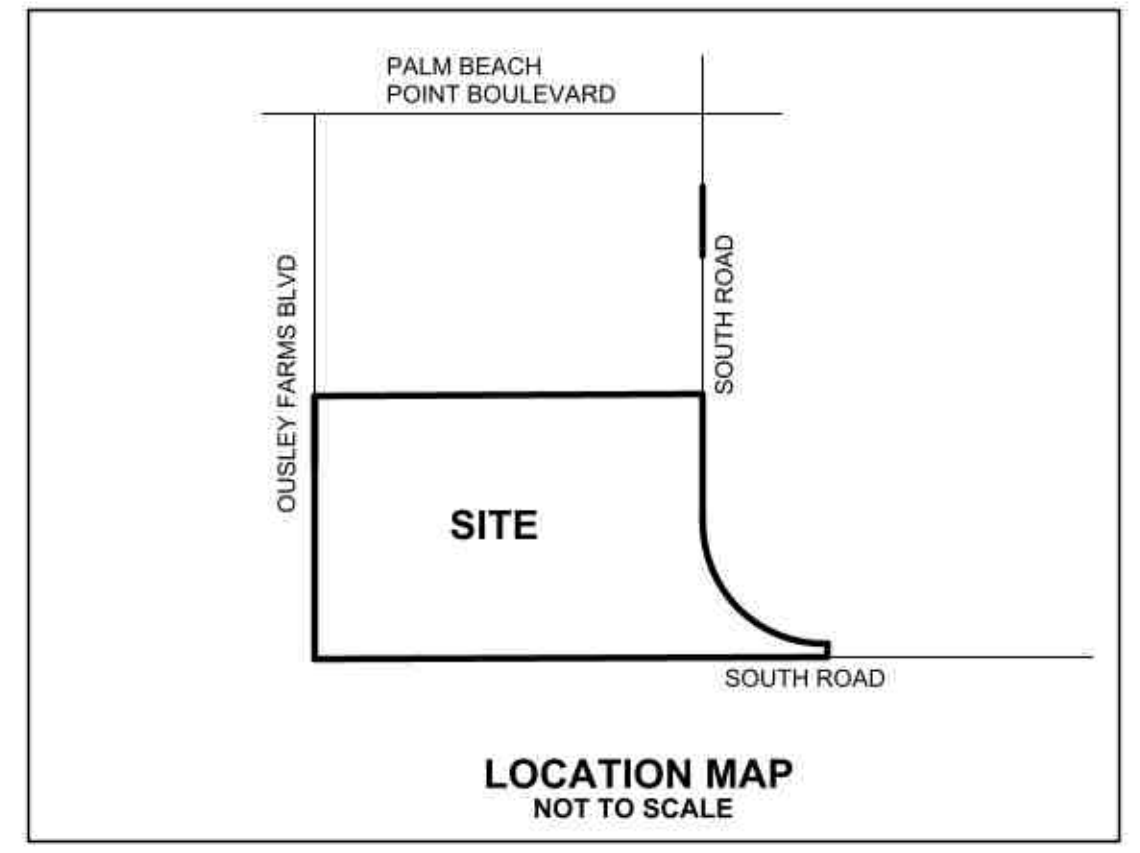 PALM BEACH
POINT BOULEVARD
OUSLEY FARMS BLVD
SOUTH ROAD
SITE
SOUTH ROAD
LOCATION MAP
NOT TO SCALE